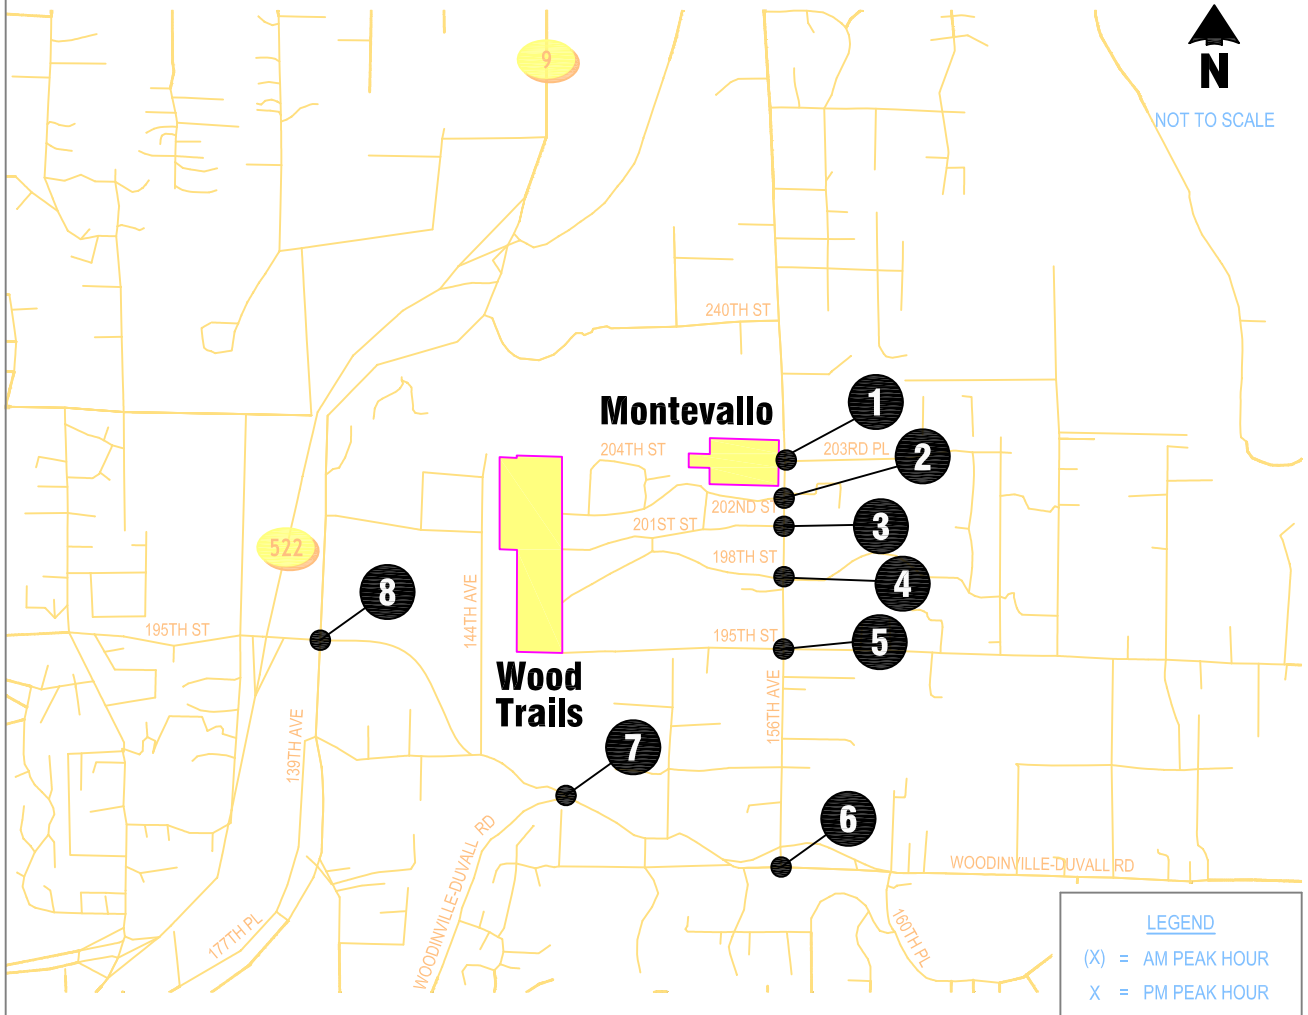 9
N
NOT TO SCALE
240TH ST
1
Montevallo
204TH ST
203RD PL
2
202ND ST
201ST ST
3
522
198TH ST
4
8
144TH AVE
195TH ST
195TH ST
5
Wood
Trails
156TH AVE
139TH AVE
7
6
WOODINVILLE-DUVALL RD
WOODINVILLE-DUVALL RD
177TH PL
160TH PL
LEGEND
(X) = AM PEAK HOUR
X = PM PEAK HOUR